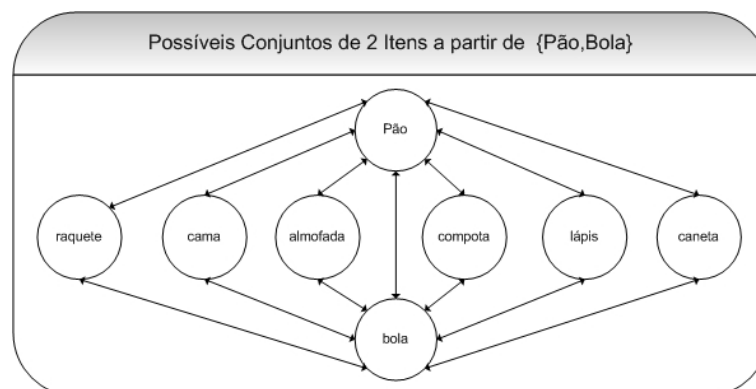 Possíveis Conjuntos de 2 Itens a partir de {Pão,Bola}
Pão
raquete
cama
almofada
compota
lápis
caneta
bola